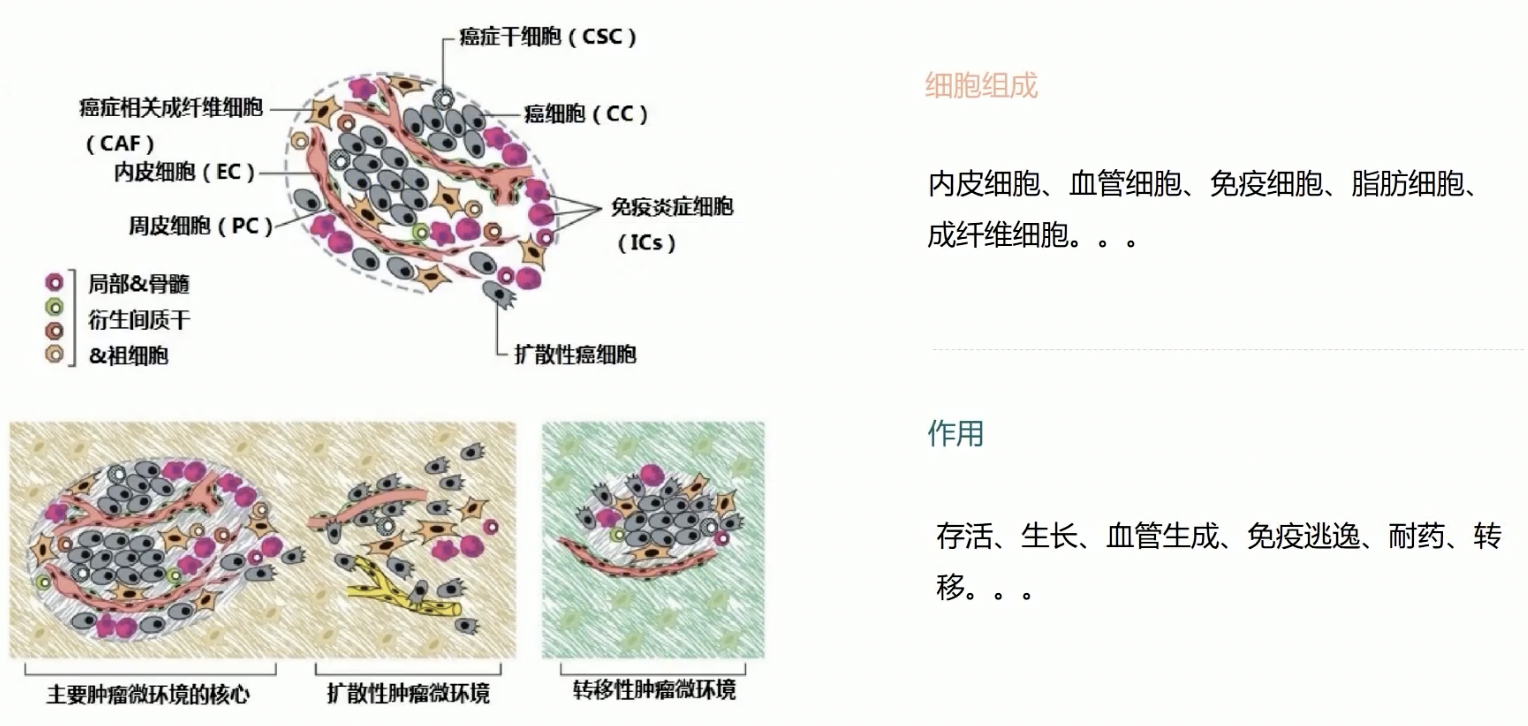 癌症干细胞（CSC）
癌症相关成纤维细胞
（CAF）
癌细胞（CC）
内皮细胞（EC）
周皮细胞（PC）
免疫炎症细胞
（ICs）
局部&骨髓
衍生间质干
&祖细胞
扩散性癌细胞
主要肿瘤微环境的核心
扩散性肿瘤微环境
转移性肿瘤微环境
细胞组成
内皮细胞、血管细胞、免疫细胞、脂肪细胞、
成纤维细胞。。。
作用
存活、生长、血管生成、免疫逃逸、耐药、转
移。。。